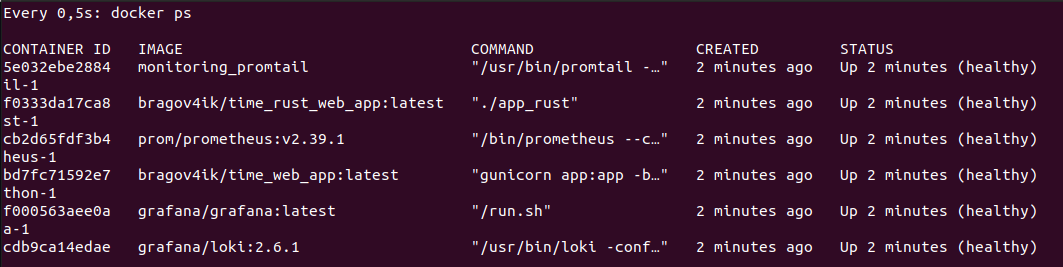 Every 0,5s: docker ps
CONTAINER ID   IMAGE                               COMMAND                  CREATED         STATUS
5e032ebe2884   monitoring_promtail                 "/usr/bin/promtail -…"   2 minutes ago   Up 2 minutes (healthy)
il-1
f0333da17ca8   bragov4ik/time_rust_web_app:latest   "./app_rust"             2 minutes ago   Up 2 minutes (healthy)
st-1
cb2d65fdf3b4   prom/prometheus:v2.39.1             "/bin/prometheus --c…"   2 minutes ago   Up 2 minutes (healthy)
heus-1
bd7fc71592e7   bragov4ik/time_web_app:latest       "gunicorn app:app -b…"   2 minutes ago   Up 2 minutes (healthy)
thon-1
f000563aee0a   grafana/grafana:latest              "/run.sh"                2 minutes ago   Up 2 minutes (healthy)
a-1
cdb9ca14edae   grafana/loki:2.6.1                  "/usr/bin/loki -conf…"   2 minutes ago   Up 2 minutes (healthy)